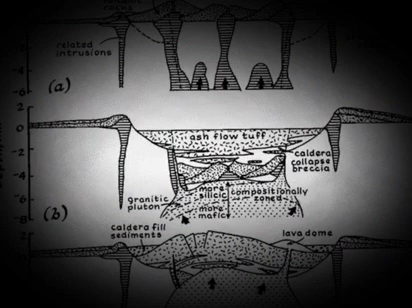 rocks
related
intrusions
-6
(a)
2
0
-2
-4
-6
-8
ash flow tuff
caldera
collapse
breccia
granitic
pluton
more
silicic
more
mafic
compositionally
zoned
(b)
caldera fill
sediments
lava dome